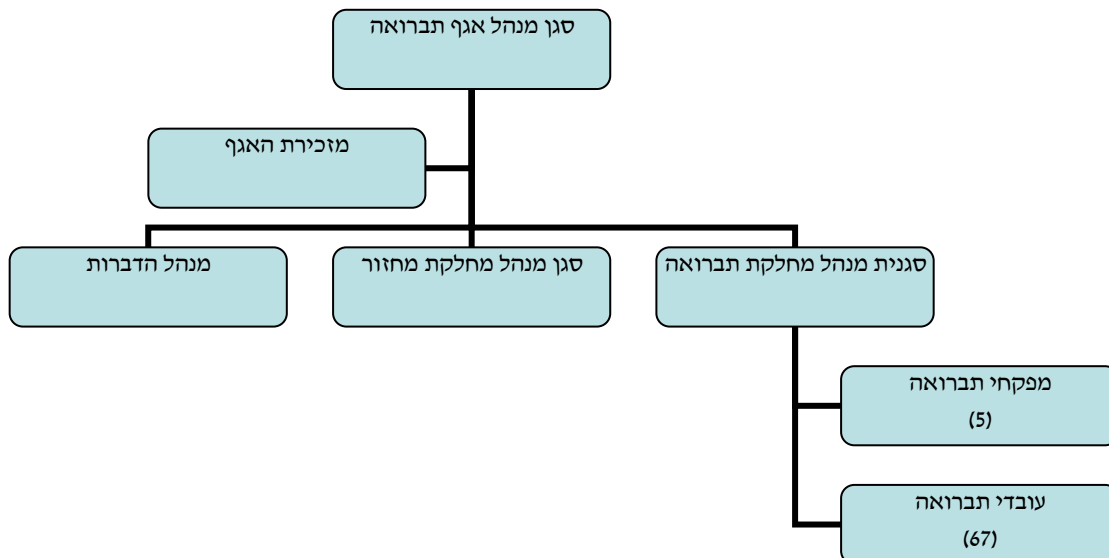 סגן מנהל אגף תברואה
מזכירת האגף
סגנית מנהל מחלקת תברואה
סגן מנהל מחלקת מחזור
מנהל הדברות
מפקחי תברואה
(5)
עובדי תברואה
(67)